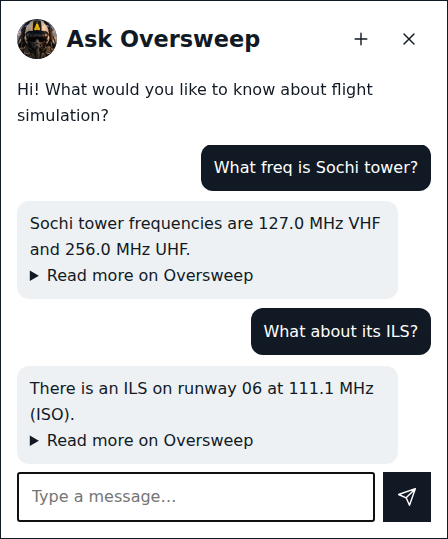 Ask Oversweep
Hi! What would you like to know about flight
simulation?
What freq is Sochi tower?
Sochi tower frequencies are 127.0 MHz VHF
and 256.0 MHz UHF.
Read more on Oversweep
What about its ILS?
There is an ILS on runway 06 at 111.1 MHz
(ISO).
Read more on Oversweep
Type a message...